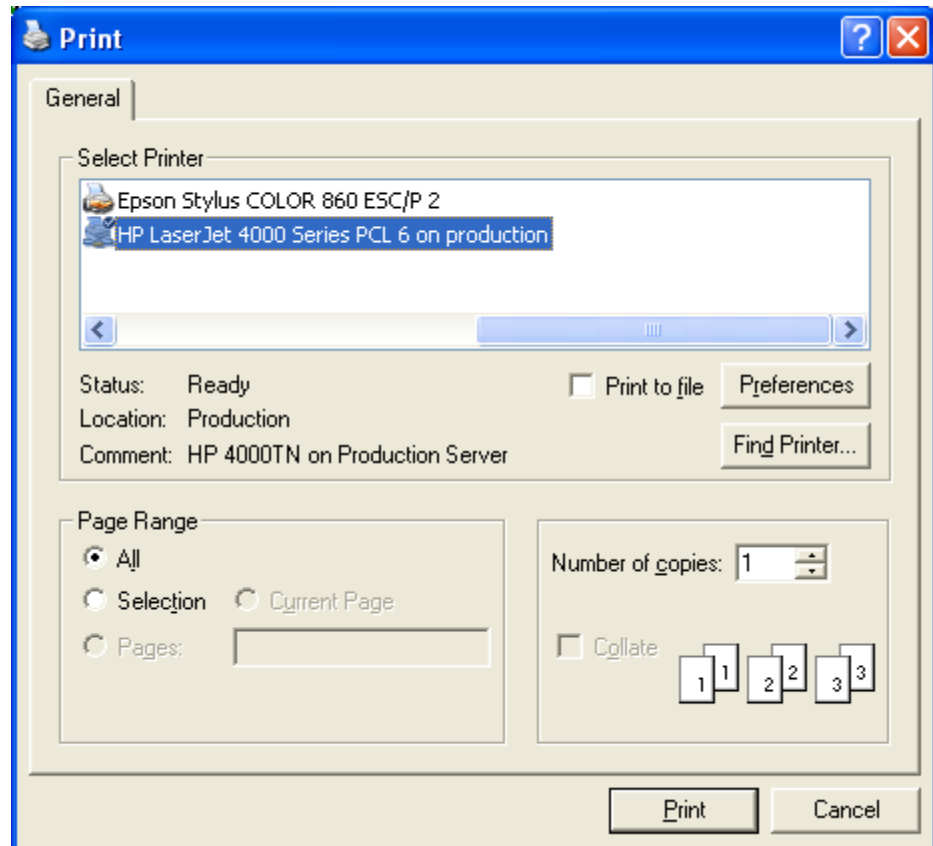 Print
General
Select Printer
Epson Stylus COLOR 860 ESC/P 2
HP LaserJet 4000 Series PCL 6 on production
Status: Ready
Print to file
Preferences
Location: Production
Comment: HP 4000TN on Production Server
Find Printer...
Page Range
All
Selection
Current Page
Pages:
Number of copies: 1
Collate
1 1 2 2 3 3
Print
Cancel